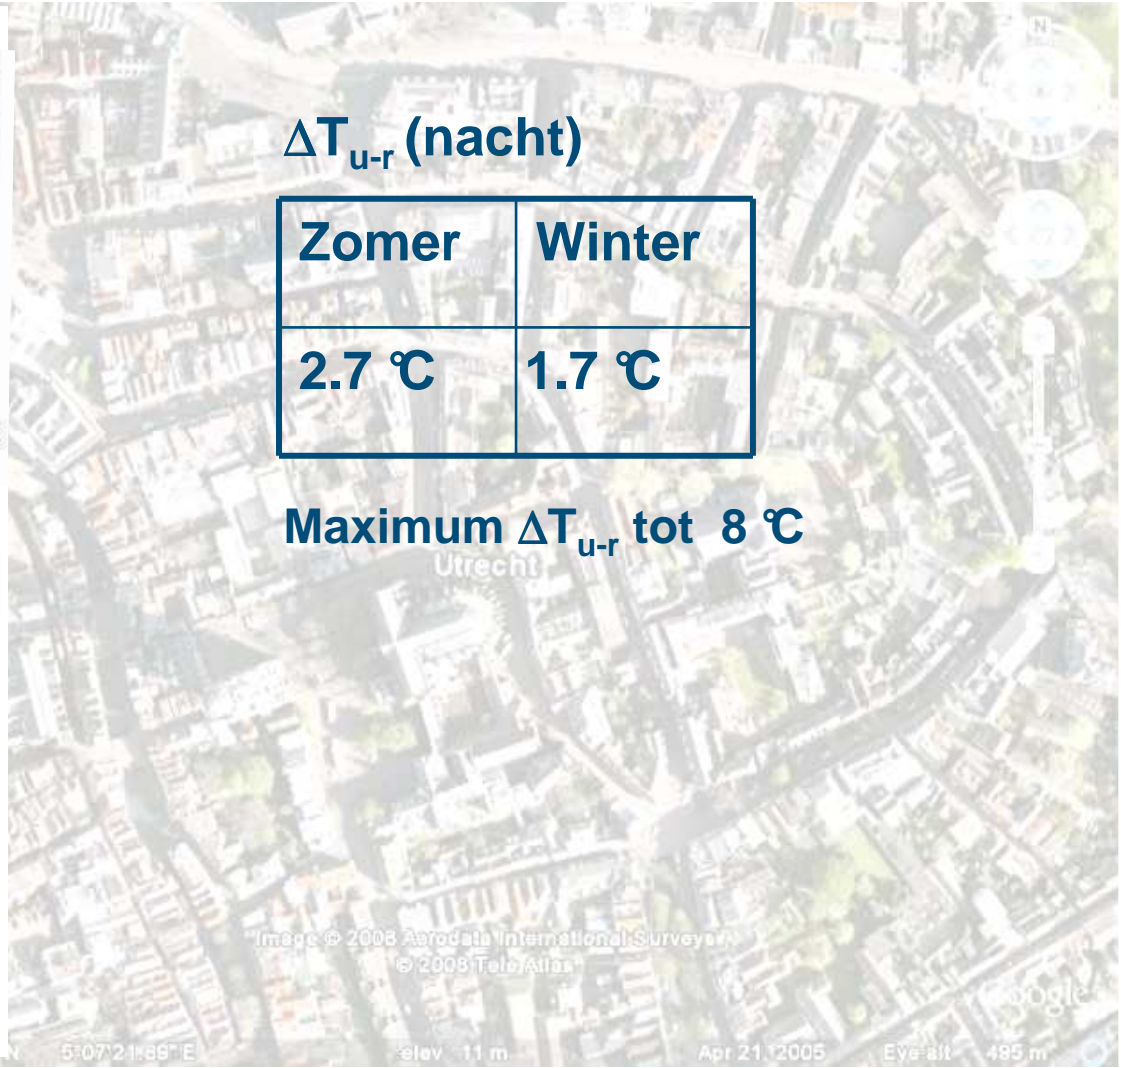 ΔTu-r (nacht)
Zomer Winter
2.7 °C 1.7 °C
Maximum ΔTu-r tot 8 °C
Utrecht
Image © 2008 Aerodata International Surveys
© 2008 Tele Atlas
Google
N 5°07'21.89" E elev 11 m Apr 21, 2005 Eye alt 495 m
N